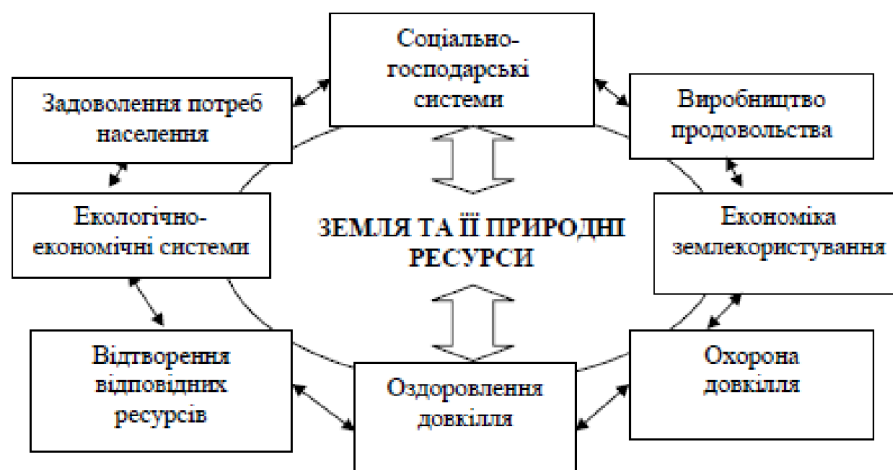 Соціально-
господарські
системи
Задоволення потреб
населення
Виробництво
продовольства
Екологічно-
економічні системи
ЗЕМЛЯ ТА ЇЇ ПРИРОДНІ
РЕСУРСИ
Економіка
землекористування
Відтворення
відповідних
ресурсів
Оздоровлення
довкілля
Охорона
довкілля